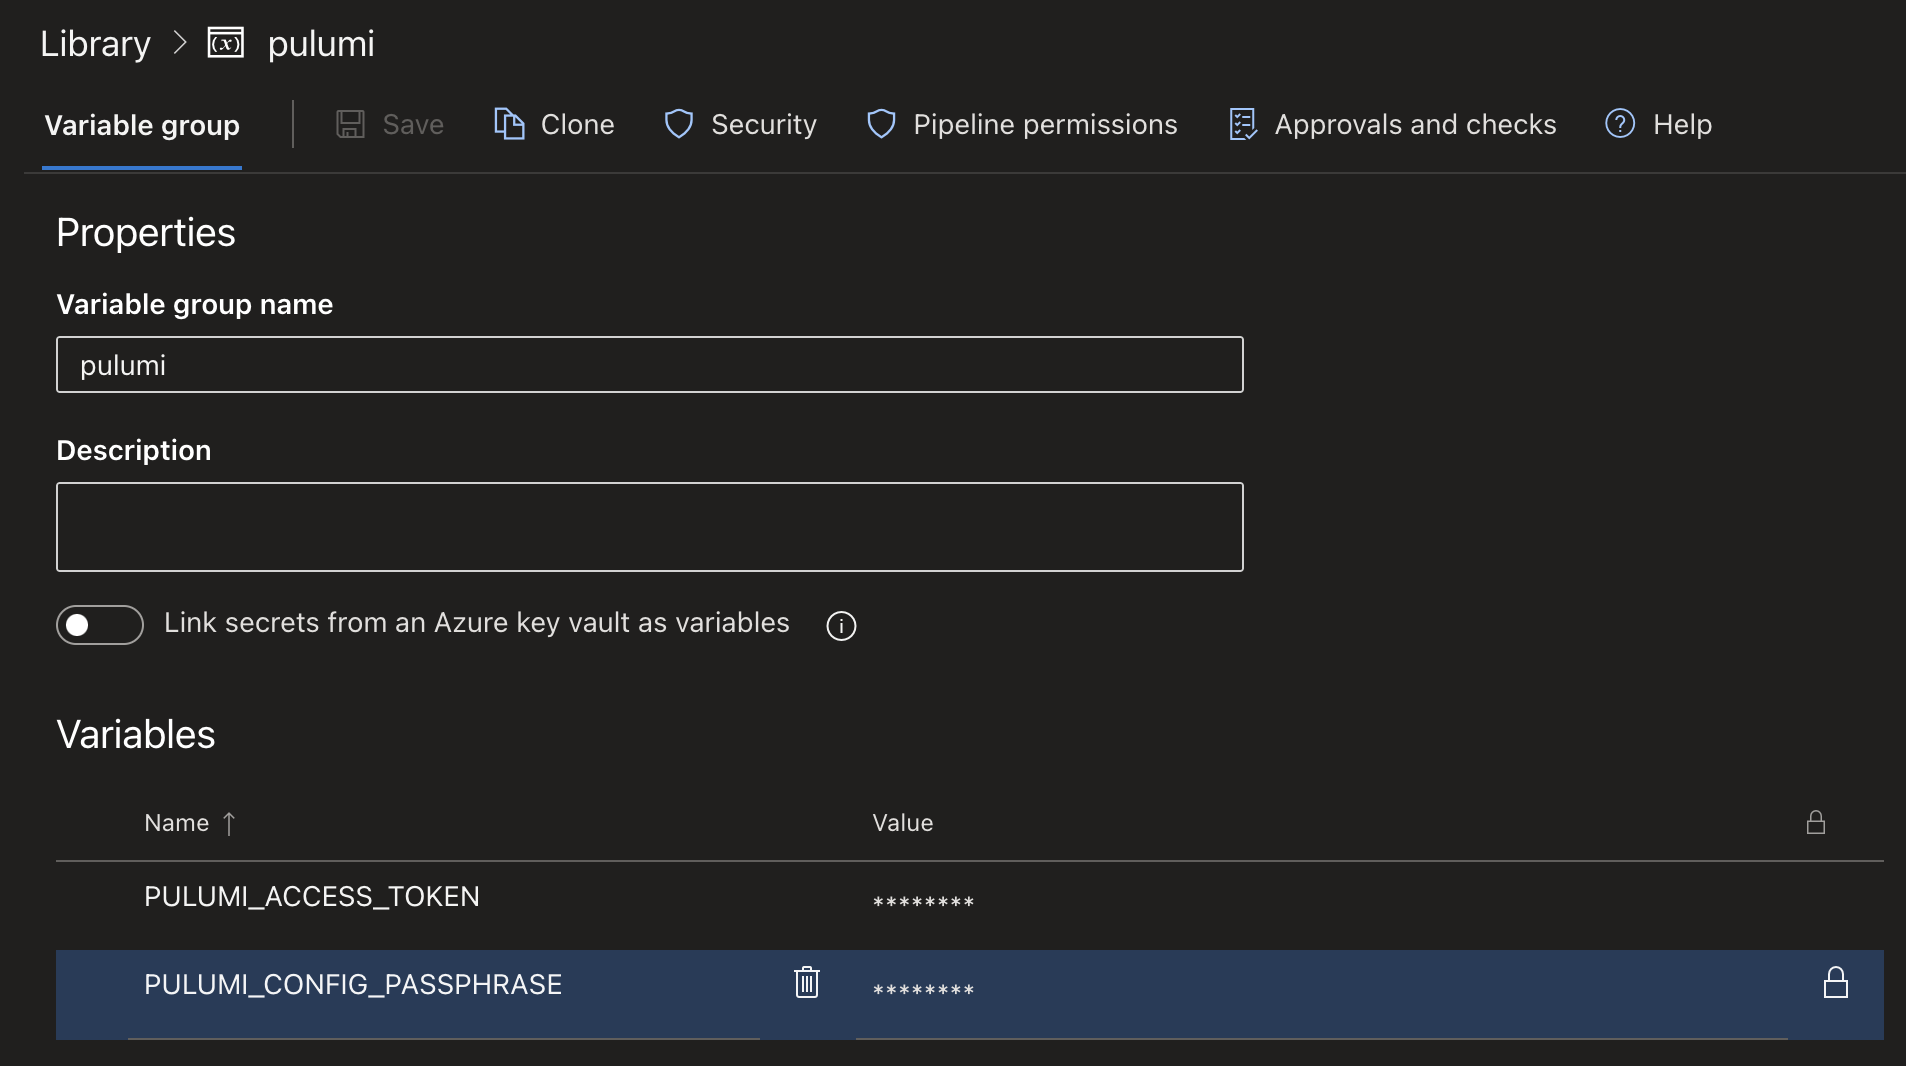 Library > pulumi
Variable group Save Clone Security Pipeline permissions Approvals and checks Help
Properties
Variable group name
pulumi
Description
Link secrets from an Azure key vault as variables
Variables
Name ↑ Value
PULUMI_ACCESS_TOKEN ********
PULUMI_CONFIG_PASSPHRASE ********